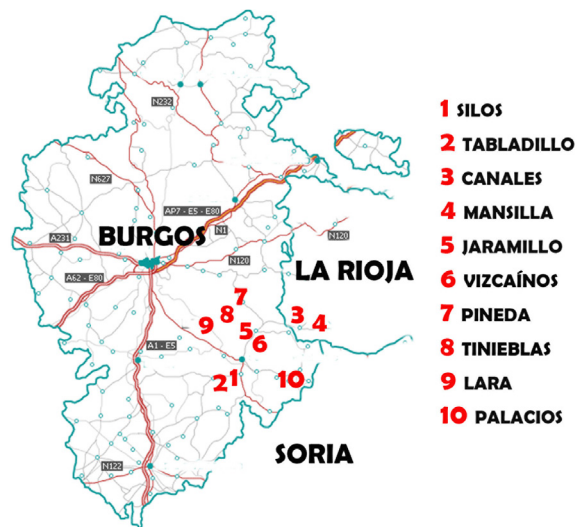 N232
N627
AP7 - E5 - E80
N1
BURGOS
A231
N120
N120
LA RIOJA
A62 - E80
7
8
9
3
4
5
6
A1 - E5
2
1
10
SORIA
N122
1 SILOS
2 TABLADILLO
3 CANALES
4 MANSILLA
5 JARAMILLO
6 VIZCAÍNOS
7 PINEDA
8 TINIEBLAS
9 LARA
10 PALACIOS